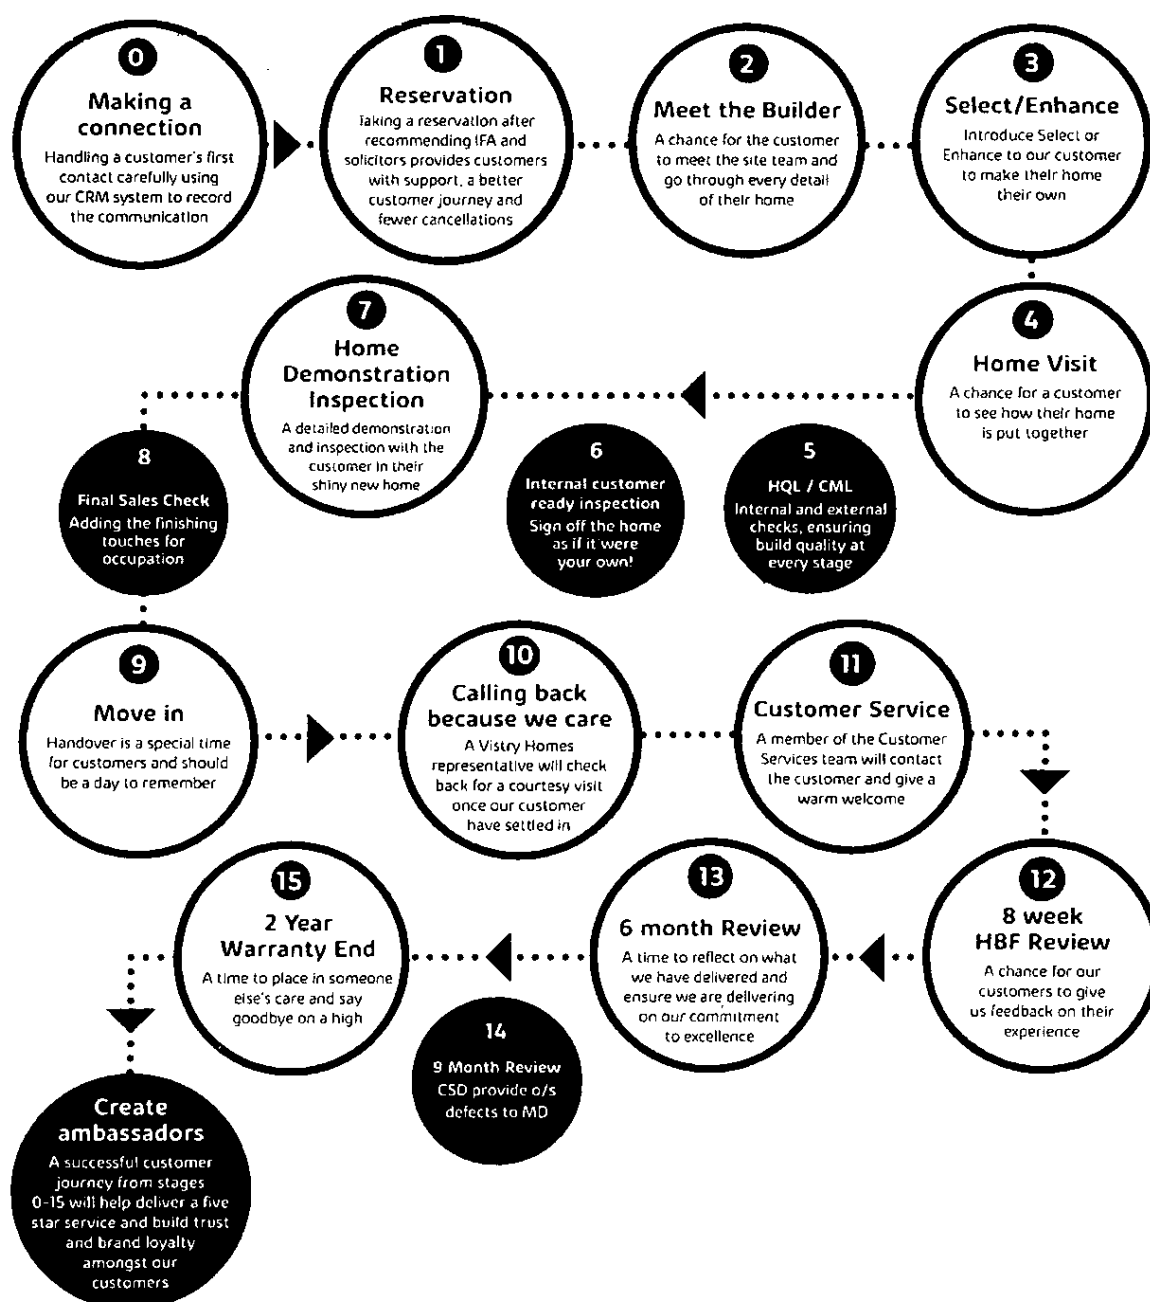 0
Making a
connection
Handling a customer's first
contact carefully using
our CRM system to record
the communication
1
Reservation
Taking a reservation after
recommending IFA and
solicitors provides customers
with support, a better
customer journey and
fewer cancellations
2
Meet the Builder
A chance for the customer
to meet the site team and
go through every detail
of their home
3
Select/Enhance
Introduce Select or
Enhance to our customer
to make their home
their own
4
Home Visit
A chance for a customer
to see how their home
is put together
5
HQL / CML
Internal and external
checks, ensuring
build quality at
every stage
6
Internal customer
ready inspection
Sign off the home
as if it were
your own!
7
Home
Demonstration
Inspection
A detailed demonstration
and inspection with the
customer in their
shiny new home
8
Final Sales Check
Adding the finishing
touches for
occupation
9
Move in
Handover is a special time
for customers and should
be a day to remember
10
Calling back
because we care
A Vistry Homes
representative will check
back for a courtesy visit
once our customer
have settled in
11
Customer Service
A member of the Customer
Services team will contact
the customer and give a
warm welcome
12
8 week
HBF Review
A chance for our
customers to give
us feedback on their
experience
13
6 month Review
A time to reflect on what
we have delivered and
ensure we are delivering
on our commitment
to excellence
14
9 Month Review
CSD provide o/s
defects to MD
15
2 Year
Warranty End
A time to place in someone
else's care and say
goodbye on a high
Create
ambassadors
A successful customer
journey from stages
0-15 will help deliver a five
star service and build trust
and brand loyalty
amongst our
customers